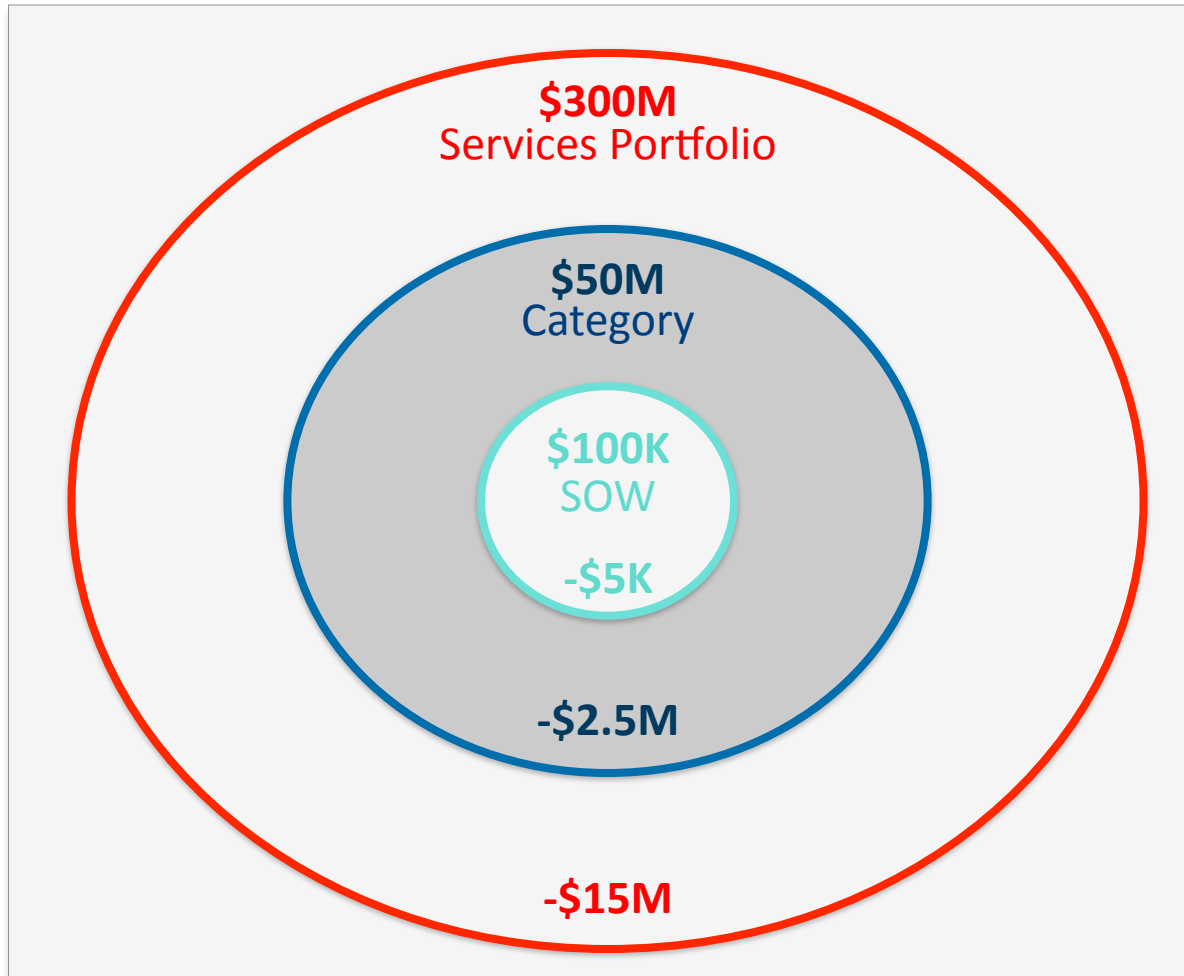 $300M
Services Portfolio
$50M
Category
$100K
SOW
-$5K
-$2.5M
-$15M